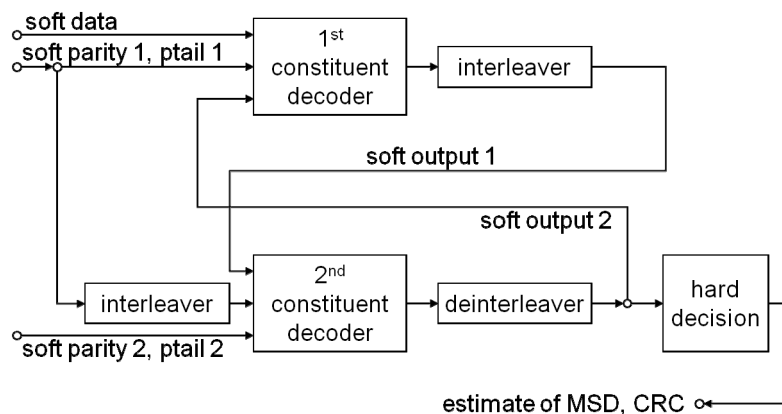 soft data
soft parity 1, ptail 1
1st
constituent
decoder
interleaver
soft output 1
soft output 2
2nd
constituent
decoder
interleaver
deinterleaver
hard
decision
soft parity 2, ptail 2
estimate of MSD, CRC